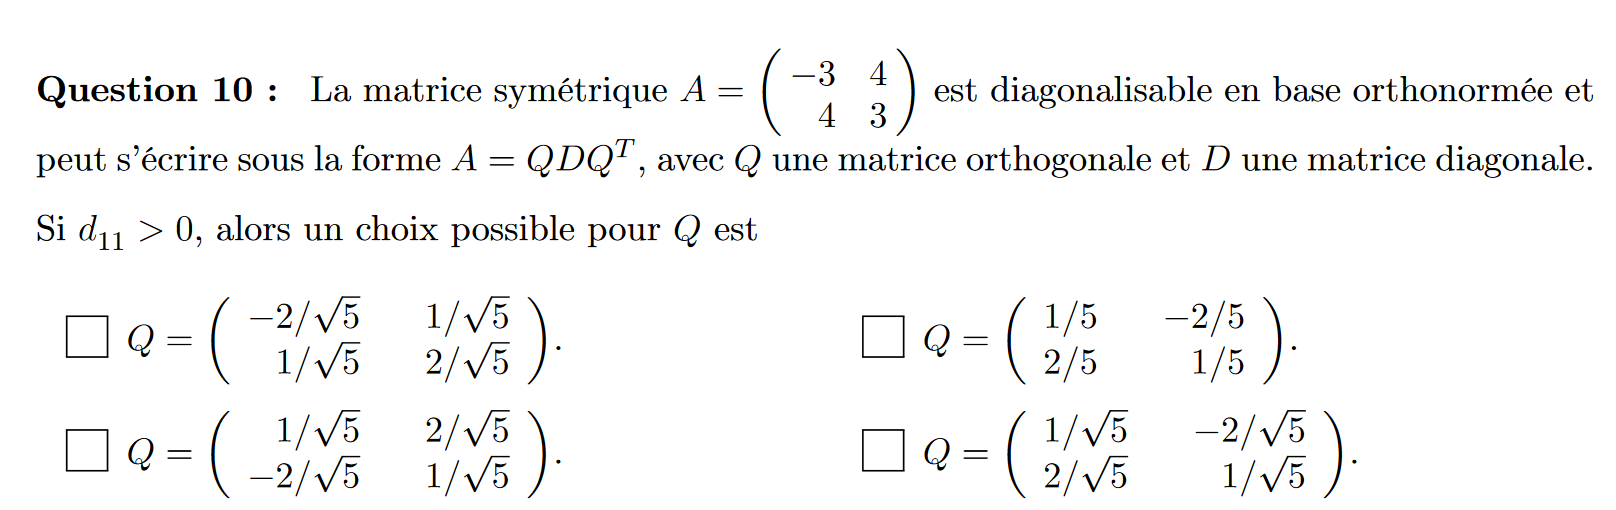 Question 10 : La matrice symétrique $A = \begin{pmatrix} -3 & 4 \\ 4 & 3 \end{pmatrix}$ est diagonalisable en base orthonormée et
peut s'écrire sous la forme $A = QDQ^T$, avec $Q$ une matrice orthogonale et $D$ une matrice diagonale.
Si $d_{11} > 0$, alors un choix possible pour $Q$ est
☐ $Q = \begin{pmatrix} -2/\sqrt{5} & 1/\sqrt{5} \\ 1/\sqrt{5} & 2/\sqrt{5} \end{pmatrix}.$ ☐ $Q = \begin{pmatrix} 1/5 & -2/5 \\ 2/5 & 1/5 \end{pmatrix}.$
☐ $Q = \begin{pmatrix} 1/\sqrt{5} & 2/\sqrt{5} \\ -2/\sqrt{5} & 1/\sqrt{5} \end{pmatrix}.$ ☐ $Q = \begin{pmatrix} 1/\sqrt{5} & -2/\sqrt{5} \\ 2/\sqrt{5} & 1/\sqrt{5} \end{pmatrix}.$